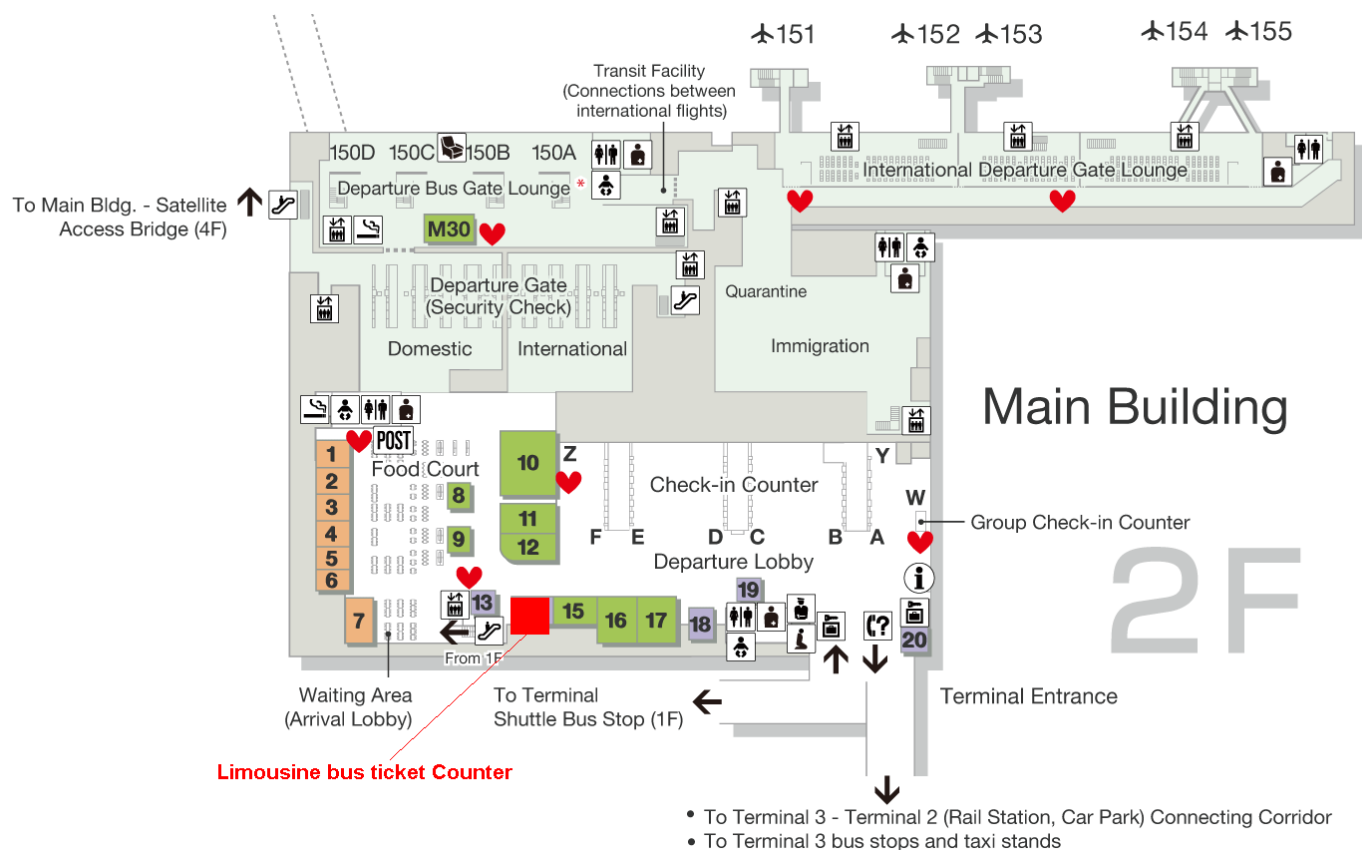 151
152
153
154
155
Transit Facility
(Connections between
international flights)
150D
150C
150B
150A
Departure Bus Gate Lounge *
International Departure Gate Lounge
To Main Bldg. - Satellite
Access Bridge (4F)
M30
Departure Gate
(Security Check)
Quarantine
Domestic
International
Immigration
Main Building
POST
1
2
3
4
5
6
7
Food Court
8
9
10
11
12
Z
Check-in Counter
Y
W
Group Check-in Counter
F
E
D
C
B
A
Departure Lobby
2F
i
13
15
16
17
18
19
20
?
From 1F
Waiting Area
(Arrival Lobby)
To Terminal
Shuttle Bus Stop (1F)
Terminal Entrance
Limousine bus ticket Counter
• To Terminal 3 - Terminal 2 (Rail Station, Car Park) Connecting Corridor
• To Terminal 3 bus stops and taxi stands